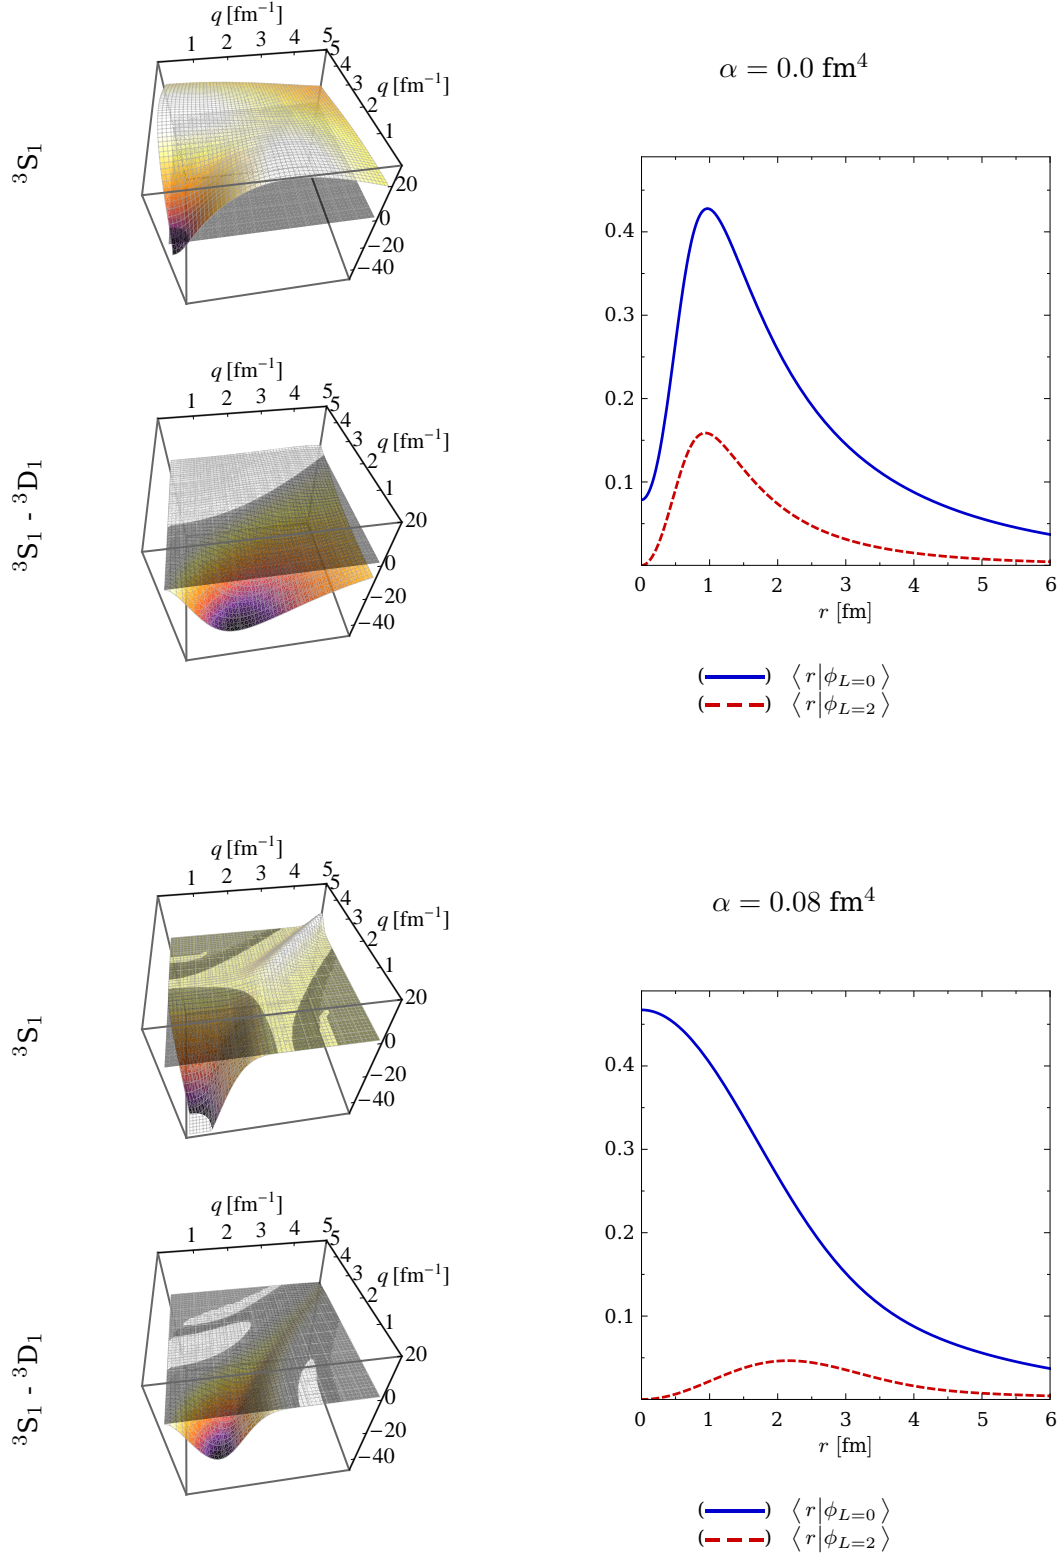 q [fm⁻¹]
1 2 3 4 5
5 4 3 2 1
q [fm⁻¹]
20
0
−20
−40
³S₁
α = 0.0 fm⁴
0.4
0.3
0.2
0.1
0 1 2 3 4 5 6
r [fm]
q [fm⁻¹]
1 2 3 4 5
5 4 3 2 1
q [fm⁻¹]
20
0
−20
−40
³S₁ - ³D₁
( ) ⟨ r|ϕ_{L=0} ⟩
( ) ⟨ r|ϕ_{L=2} ⟩
q [fm⁻¹]
1 2 3 4 5
5 4 3 2 1
q [fm⁻¹]
20
0
−20
−40
³S₁
α = 0.08 fm⁴
0.4
0.3
0.2
0.1
0 1 2 3 4 5 6
r [fm]
q [fm⁻¹]
1 2 3 4 5
5 4 3 2 1
q [fm⁻¹]
20
0
−20
−40
³S₁ - ³D₁
( ) ⟨ r|ϕ_{L=0} ⟩
( ) ⟨ r|ϕ_{L=2} ⟩